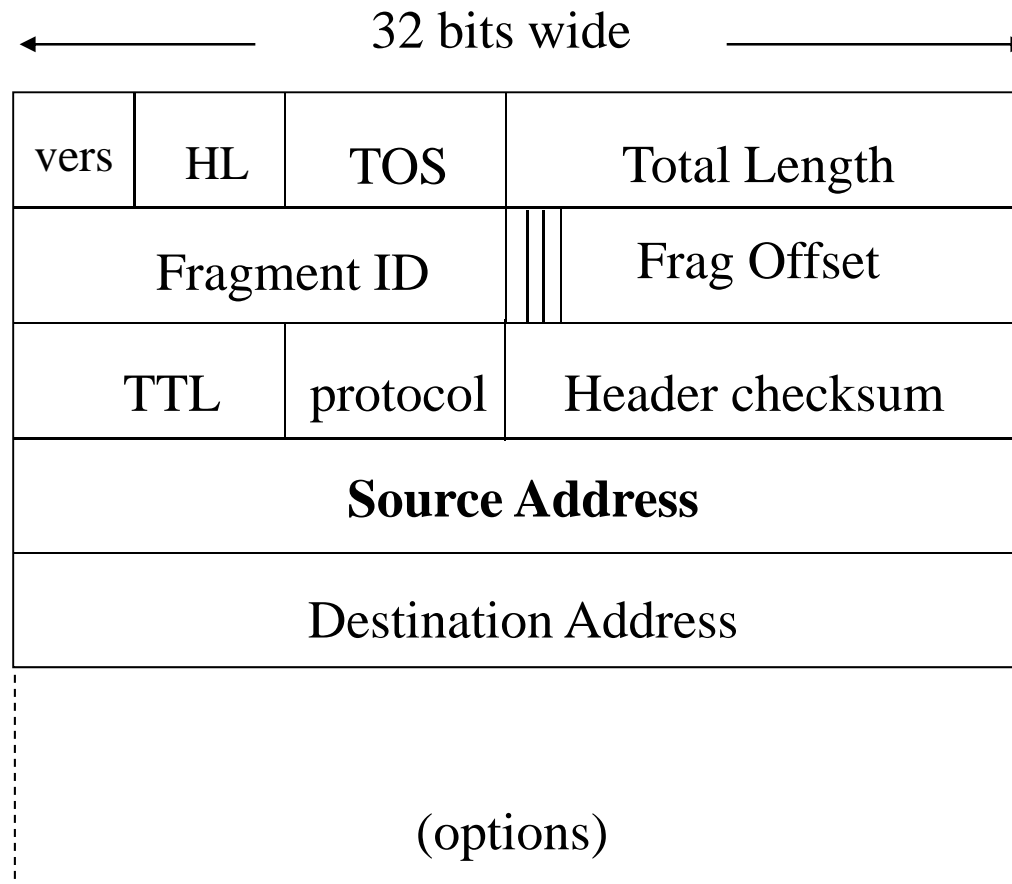 32 bits wide
vers HL TOS Total Length
Fragment ID Frag Offset
TTL protocol Header checksum
Source Address
Destination Address
(options)